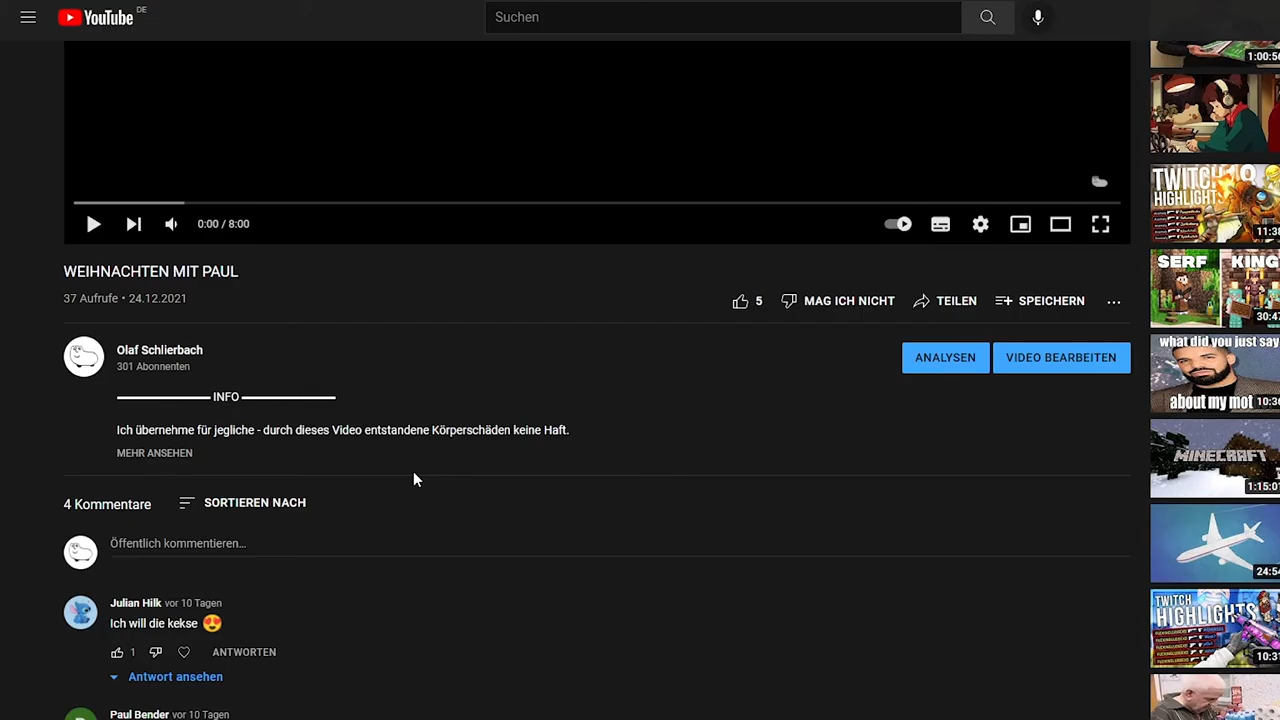 YouTube DE
Suchen
0:00 / 8:00
WEIHNACHTEN MIT PAUL
37 Aufrufe • 24.12.2021
5 MAG ICH NICHT TEILEN SPEICHERN ...
Olaf Schlierbach
301 Abonnenten
ANALYSEN VIDEO BEARBEITEN
INFO
Ich übernehme für jegliche - durch dieses Video entstandene Körperschäden keine Haft.
MEHR ANSEHEN
4 Kommentare SORTIEREN NACH
Öffentlich kommentieren...
Julian Hilk vor 10 Tagen
Ich will die kekse 😍
1 ANTWORTEN
Antwort ansehen
Paul Bender vor 10 Tagen
1:00:56
TWITCH
HIGHLIGHTS
11:38
SERF KING
30:47
what did you just say
about my mot
10:36
MINECRAFT
1:15:01
24:54
TWITCH
HIGHLIGHTS
10:31